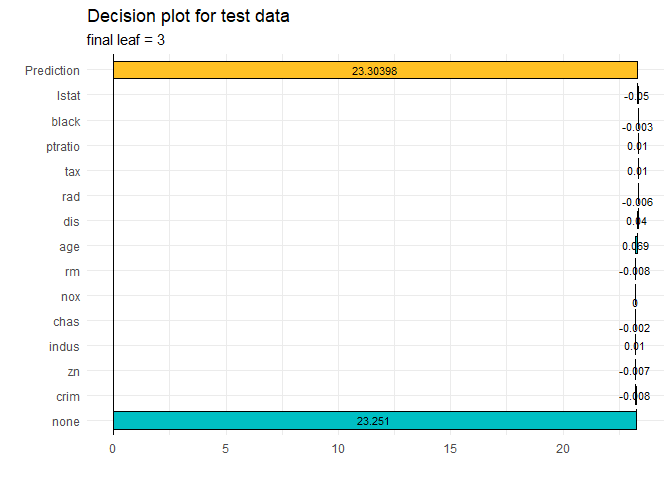 Decision plot for test data
final leaf = 3
Prediction 23.30398
lstat -0.05
black -0.003
ptratio 0.01
tax 0.01
rad -0.006
dis 0.04
age 0.069
rm -0.008
nox 0
chas -0.002
indus 0.01
zn -0.007
crim -0.008
none 23.251
0 5 10 15 20